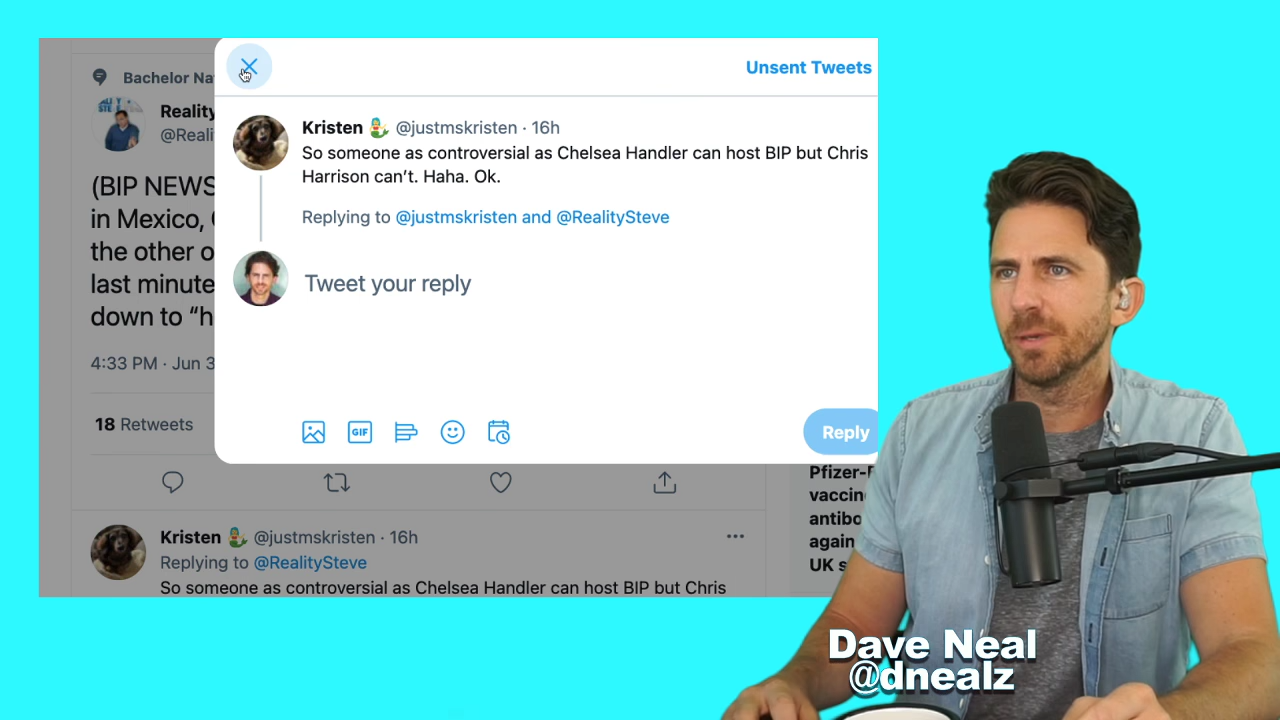 Bachelor Na
Reality
@Reali
(BIP NEWS
in Mexico,
the other o
last minute
down to “h
4:33 PM · Jun 3
18 Retweets
Unsent Tweets
Kristen @justmskristen · 16h
So someone as controversial as Chelsea Handler can host BIP but Chris
Harrison can’t. Haha. Ok.
Replying to @justmskristen and @RealitySteve
Tweet your reply
GIF
Reply
Kristen @justmskristen · 16h
Replying to @RealitySteve
So someone as controversial as Chelsea Handler can host BIP but Chris
Pfizer-
vaccin
antibo
again
UK s
Dave Neal
@dnealz